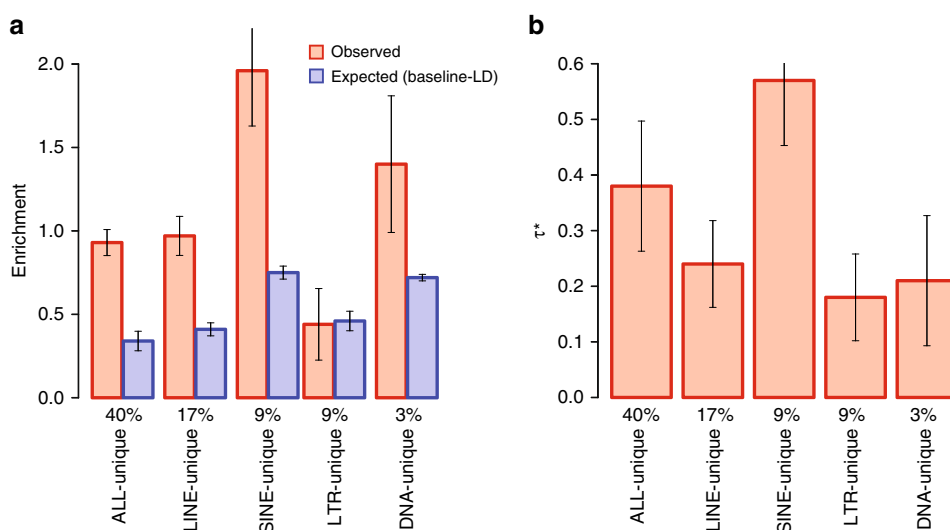 a
Observed
Expected (baseline-LD)
Enrichment
2.0
1.5
1.0
0.5
0.0
40%
17%
9%
9%
3%
ALL-unique
LINE-unique
SINE-unique
LTR-unique
DNA-unique
b
τ*
0.6
0.5
0.4
0.3
0.2
0.1
0.0
40%
17%
9%
9%
3%
ALL-unique
LINE-unique
SINE-unique
LTR-unique
DNA-unique